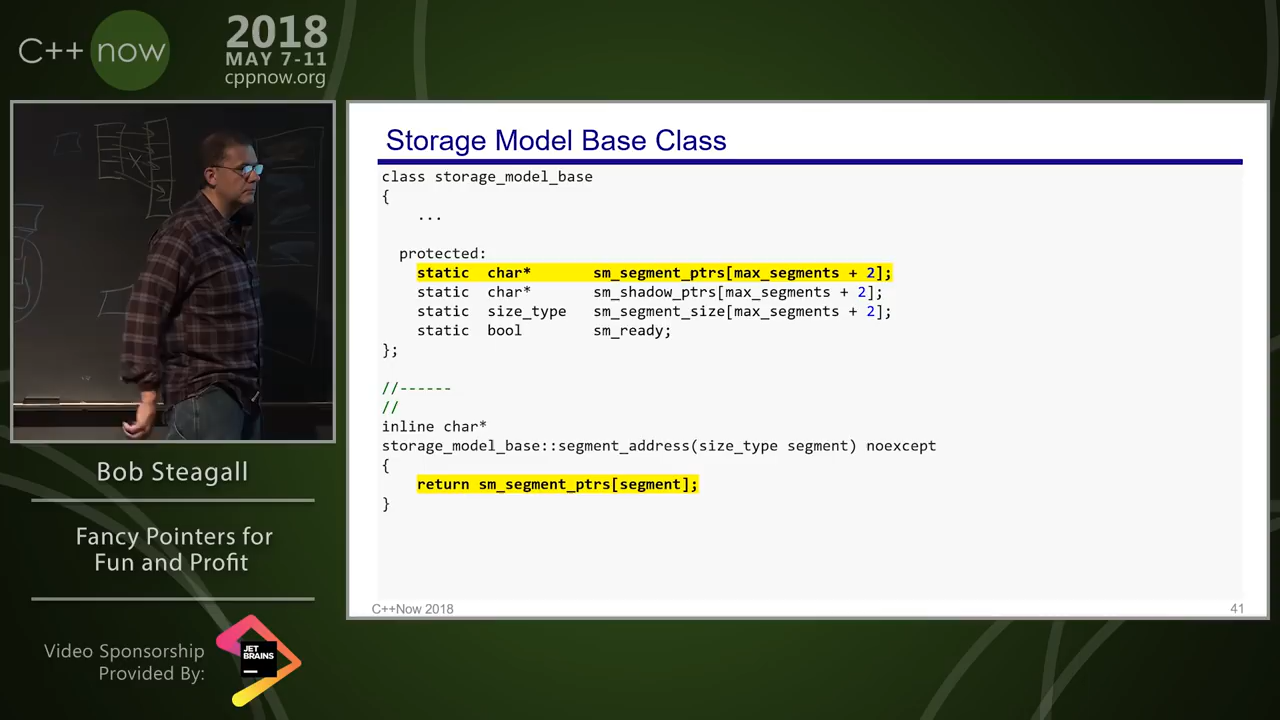 C++ now
2018
MAY 7-11
cppnow.org
Storage Model Base Class
class storage_model_base
{
...
protected:
static char* sm_segment_ptrs[max_segments + 2];
static char* sm_shadow_ptrs[max_segments + 2];
static size_type sm_segment_size[max_segments + 2];
static bool sm_ready;
};
//------
//
inline char*
storage_model_base::segment_address(size_type segment) noexcept
{
return sm_segment_ptrs[segment];
}
C++Now 2018
41
Bob Steagall
Fancy Pointers for
Fun and Profit
Video Sponsorship
Provided By:
JET
BRAINS